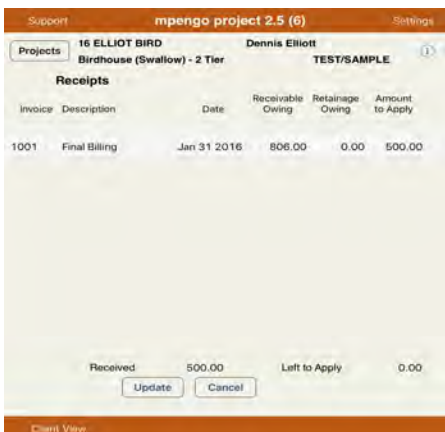 Support mpengo project 2.5 (6) Settings
Projects 16 ELLIOT BIRD Dennis Elliott
Birdhouse (Swallow) - 2 Tier TEST/SAMPLE
Receipts
Invoice Description Date Receivable Owing Retainage Owing Amount to Apply
1001 Final Billing Jan 31 2016 806.00 0.00 500.00
Received 500.00 Left to Apply 0.00
Update Cancel
Client View